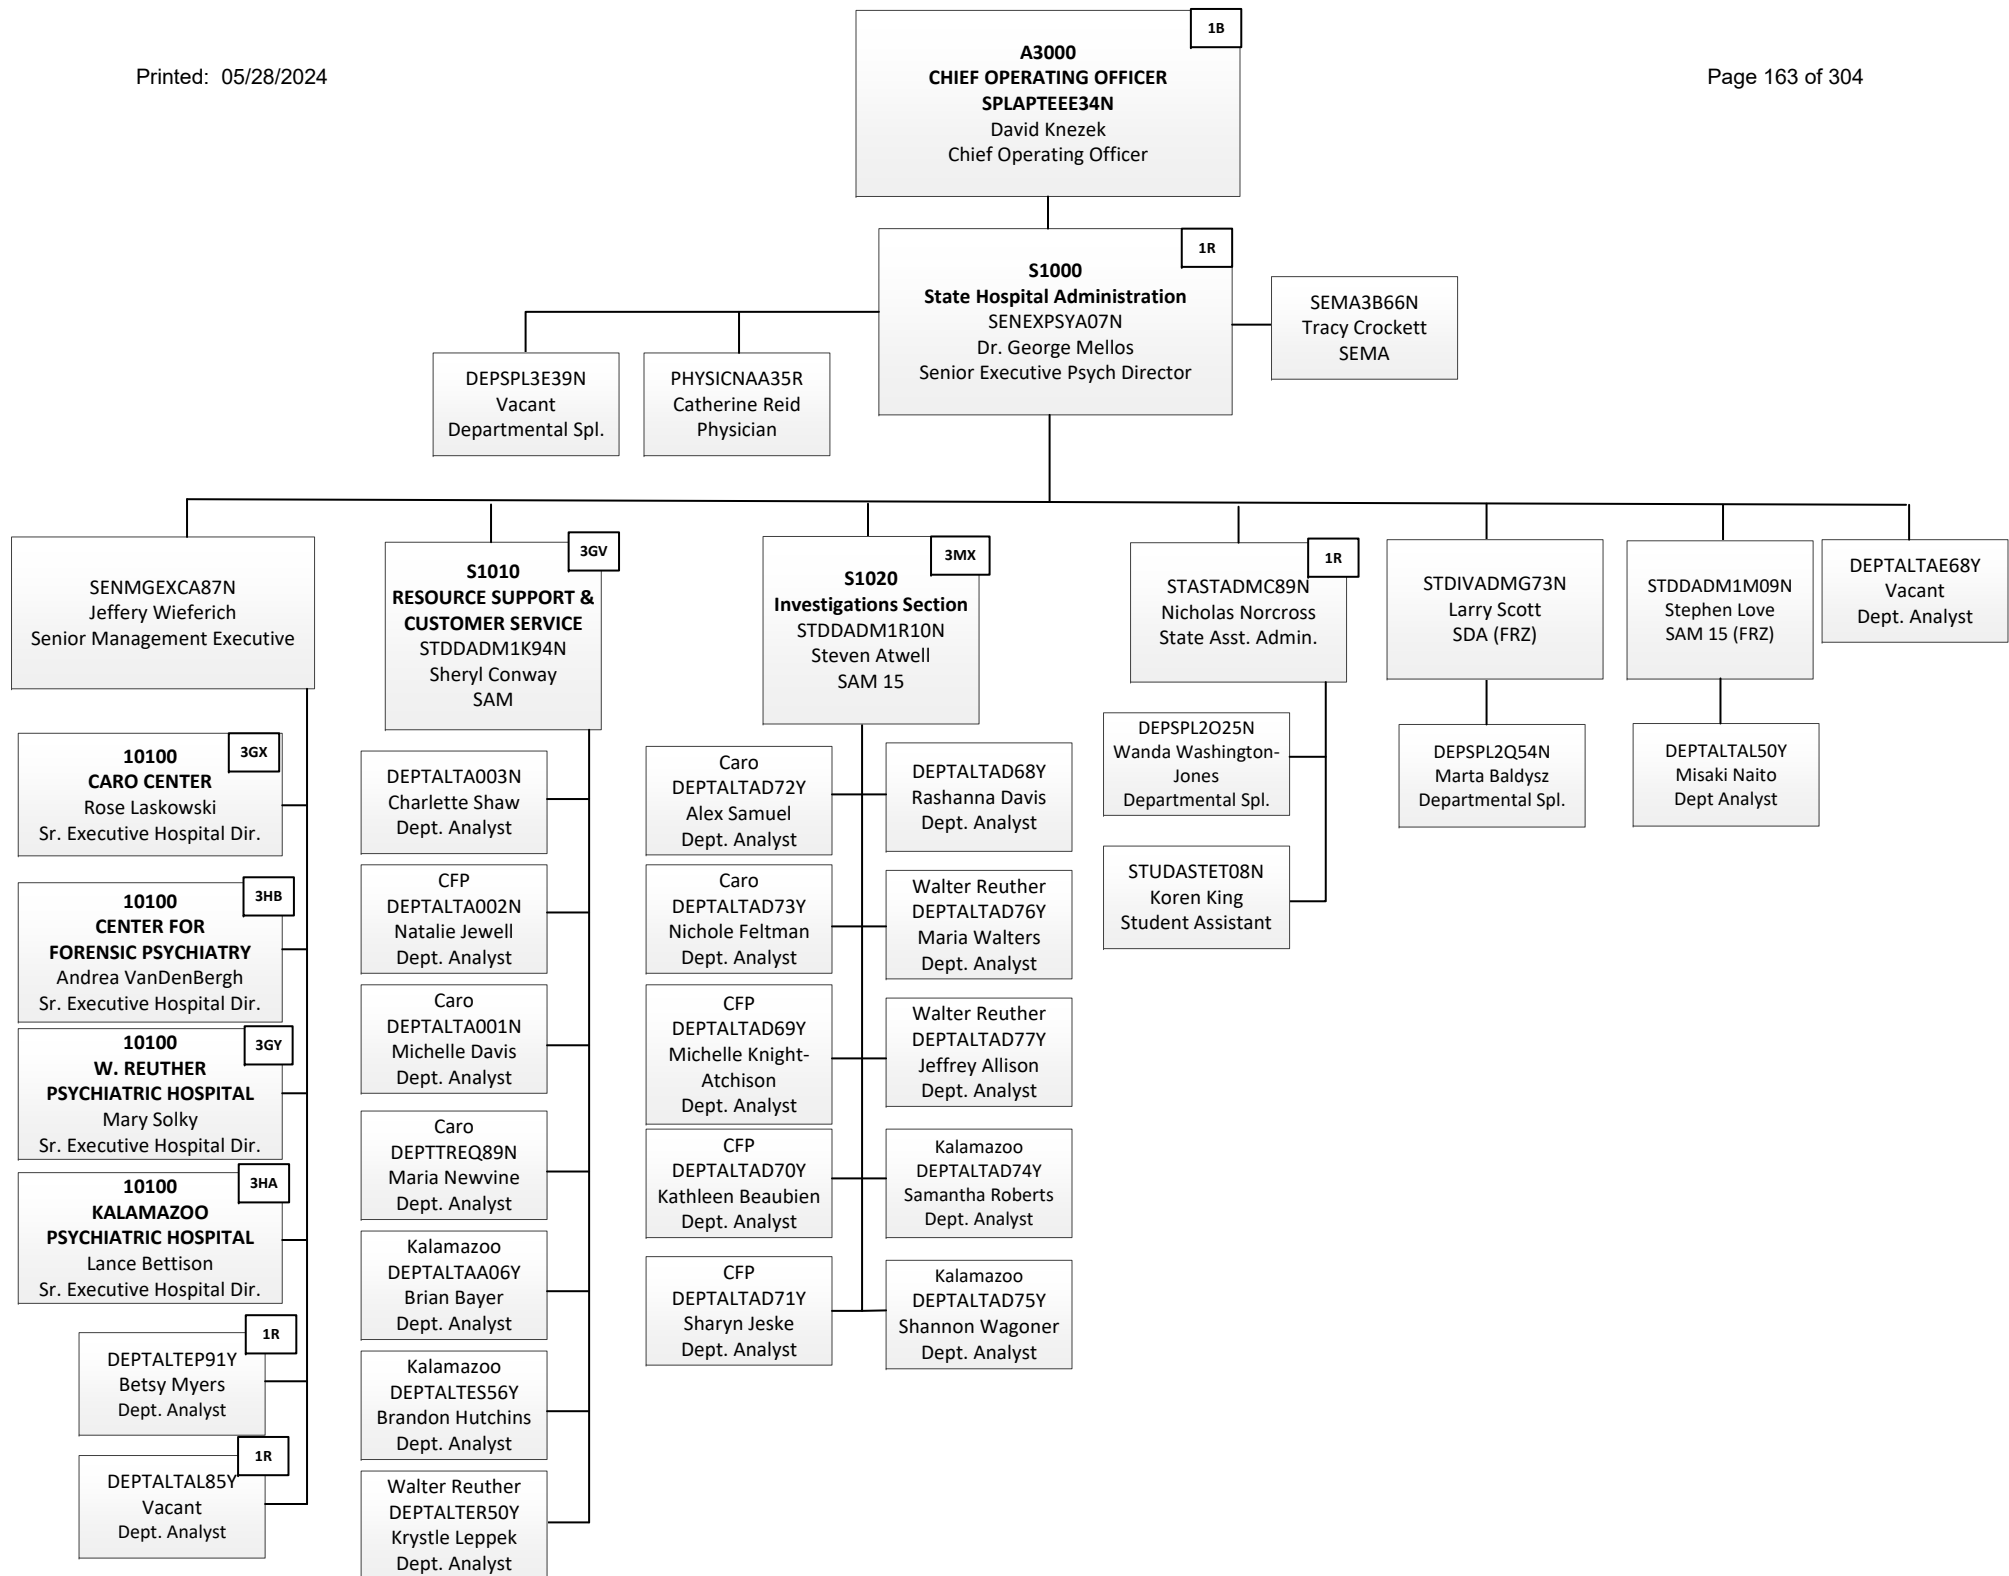 Printed: 05/28/2024
Page 163 of 304
1B
A3000
CHIEF OPERATING OFFICER
SPLAPTEEE34N
David Knezek
Chief Operating Officer
1R
S1000
State Hospital Administration
SENEXPSYA07N
Dr. George Mellos
Senior Executive Psych Director
SEMA3B66N
Tracy Crockett
SEMA
DEPSPL3E39N
Vacant
Departmental Spl.
PHYSICNAA35R
Catherine Reid
Physician
SENMGEXCA87N
Jeffery Wieferich
Senior Management Executive
3GX
10100
CARO CENTER
Rose Laskowski
Sr. Executive Hospital Dir.
3HB
10100
CENTER FOR
FORENSIC PSYCHIATRY
Andrea VanDenBergh
Sr. Executive Hospital Dir.
3GY
10100
W. REUTHER
PSYCHIATRIC HOSPITAL
Mary Solky
Sr. Executive Hospital Dir.
3HA
10100
KALAMAZOO
PSYCHIATRIC HOSPITAL
Lance Bettison
Sr. Executive Hospital Dir.
1R
DEPTALTEP91Y
Betsy Myers
Dept. Analyst
1R
DEPTALTAL85Y
Vacant
Dept. Analyst
3GV
S1010
RESOURCE SUPPORT &
CUSTOMER SERVICE
STDDADM1K94N
Sheryl Conway
SAM
DEPTALTA003N
Charlette Shaw
Dept. Analyst
CFP
DEPTALTA002N
Natalie Jewell
Dept. Analyst
Caro
DEPTALTA001N
Michelle Davis
Dept. Analyst
Caro
DEPTTREQ89N
Maria Newvine
Dept. Analyst
Kalamazoo
DEPTALTAA06Y
Brian Bayer
Dept. Analyst
Kalamazoo
DEPTALTES56Y
Brandon Hutchins
Dept. Analyst
Walter Reuther
DEPTALTER50Y
Krystle Leppek
Dept. Analyst
3MX
S1020
Investigations Section
STDDADM1R10N
Steven Atwell
SAM 15
Caro
DEPTALTAD72Y
Alex Samuel
Dept. Analyst
DEPTALTAD68Y
Rashanna Davis
Dept. Analyst
Caro
DEPTALTAD73Y
Nichole Feltman
Dept. Analyst
Walter Reuther
DEPTALTAD76Y
Maria Walters
Dept. Analyst
CFP
DEPTALTAD69Y
Michelle Knight-
Atchison
Dept. Analyst
Walter Reuther
DEPTALTAD77Y
Jeffrey Allison
Dept. Analyst
CFP
DEPTALTAD70Y
Kathleen Beaubien
Dept. Analyst
Kalamazoo
DEPTALTAD74Y
Samantha Roberts
Dept. Analyst
CFP
DEPTALTAD71Y
Sharyn Jeske
Dept. Analyst
Kalamazoo
DEPTALTAD75Y
Shannon Wagoner
Dept. Analyst
1R
STASTADMC89N
Nicholas Norcross
State Asst. Admin.
DEPSPL2O25N
Wanda Washington-
Jones
Departmental Spl.
STUDASTET08N
Koren King
Student Assistant
STDIVADMG73N
Larry Scott
SDA (FRZ)
DEPSPL2Q54N
Marta Baldysz
Departmental Spl.
STDDADM1M09N
Stephen Love
SAM 15 (FRZ)
DEPTALTAL50Y
Misaki Naito
Dept Analyst
DEPTALTAE68Y
Vacant
Dept. Analyst